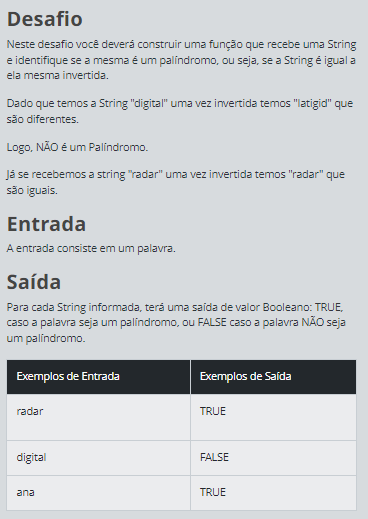 Desafio
Neste desafio você deverá construir uma função que recebe uma String
e identifique se a mesma é um palíndromo, ou seja, se a String é igual a
ela mesma invertida.
Dado que temos a String "digital" uma vez invertida temos "latigid" que
são diferentes.
Logo, NÃO é um Palíndromo.
Já se recebemos a string "radar" uma vez invertida temos "radar" que
são iguais.
Entrada
A entrada consiste em um palavra.
Saída
Para cada String informada, terá uma saída de valor Booleano: TRUE,
caso a palavra seja um palíndromo, ou FALSE caso a palavra NÃO seja
um palíndromo.
Exemplos de Entrada Exemplos de Saída
radar TRUE
digital FALSE
ana TRUE